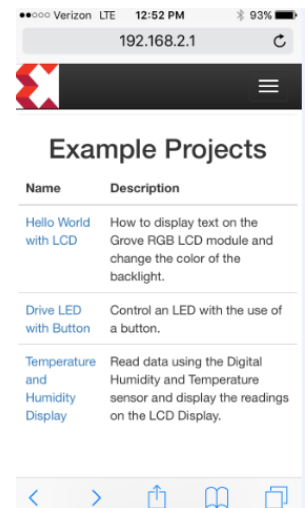 Verizon LTE 12:52 PM 93%
192.168.2.1
Example Projects
Name Description
Hello World How to display text on the
with LCD Grove RGB LCD module and
change the color of the
backlight.
Drive LED Control an LED with the use of
with Button a button.
Temperature Read data using the Digital
and Humidity and Temperature
Humidity sensor and display the readings
Display on the LCD Display.